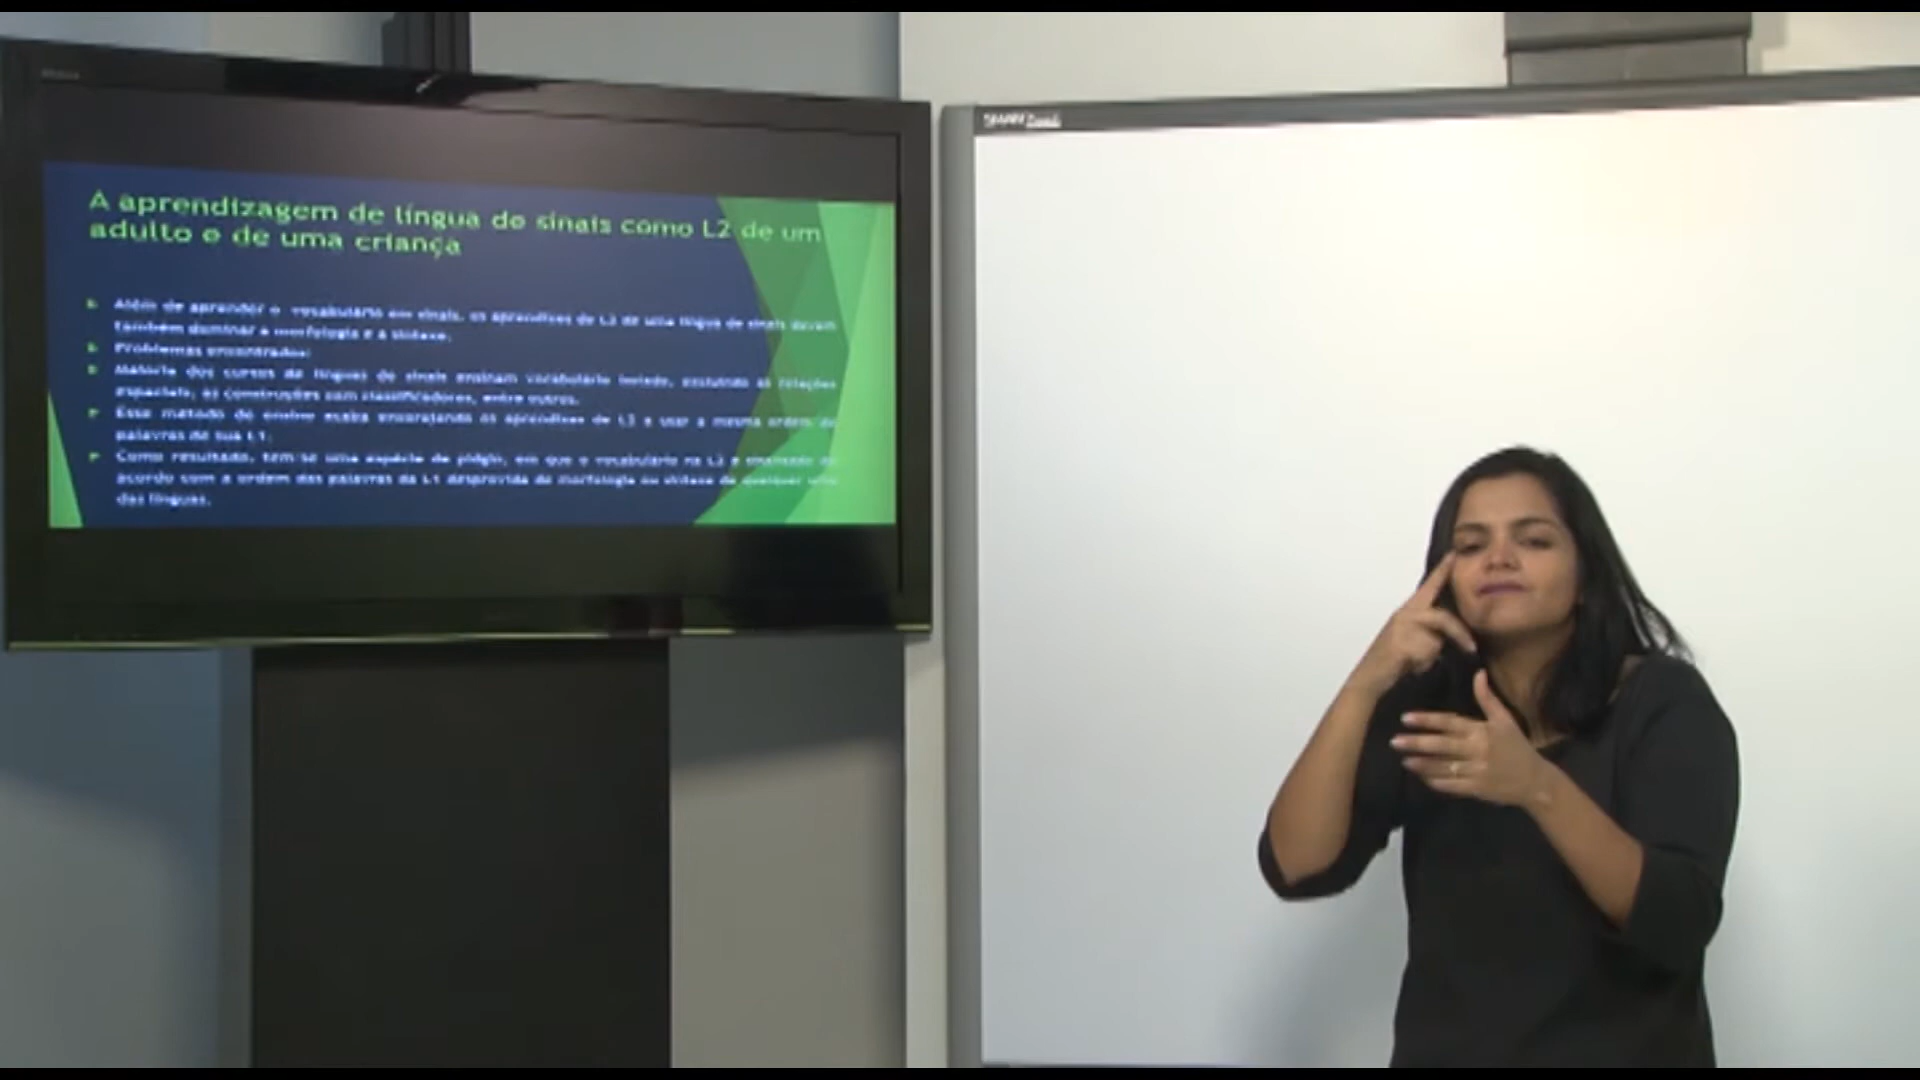 A aprendizagem de língua de sinais como L2 de um
adulto e de uma criança
Além de aprender o vocabulário em sinais, os aprendizes de L2 de uma língua de sinais devem
também dominar a morfologia e a sintaxe.
Problemas encontrados:
Maioria dos cursos de línguas de sinais ensinam vocabulário isolado, excluindo as relações
espaciais, as construções com classificadores, entre outros.
Esse método de ensino acaba encorajando os aprendizes de L2 a usar a mesma ordem de
palavras de sua L1.
Como resultado, tem-se uma espécie de pidgin, em que o vocabulário na L2 é sinalizado de
acordo com a ordem das palavras da L1 desprovida de morfologia ou sintaxe de qualquer uma
das línguas.
SMART Board